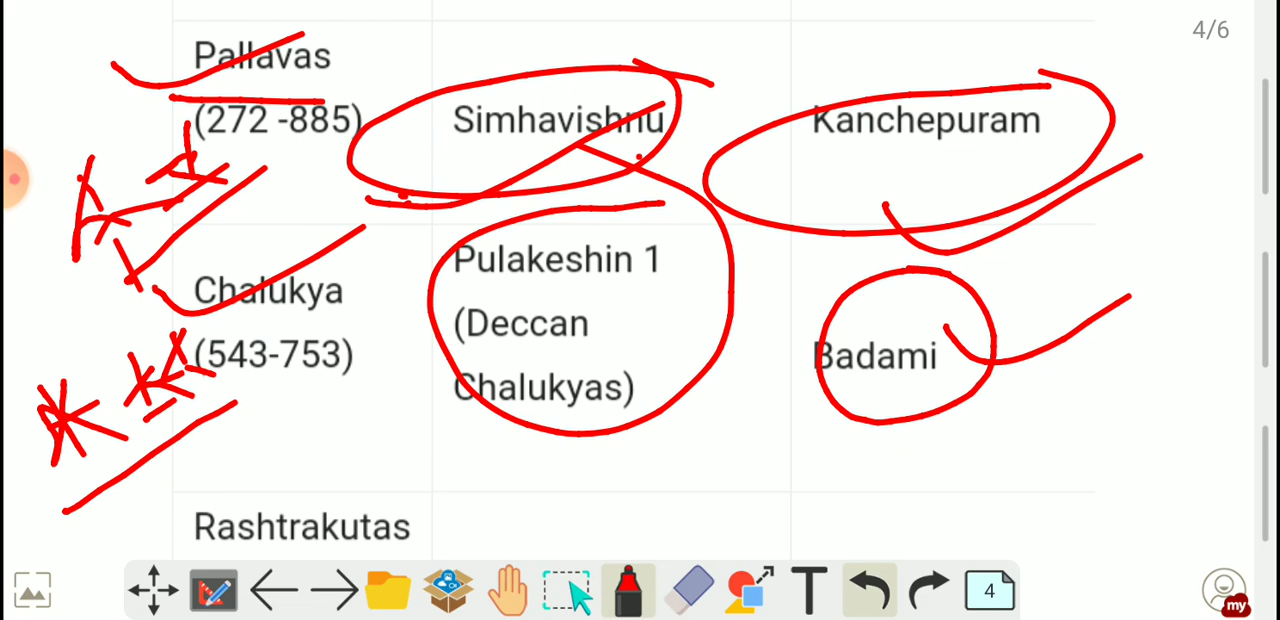 4/6
Pallavas
(272 -885)
Simhavishnu
Kanchepuram
Chalukya
(543-753)
Pulakeshin 1
(Deccan
Chalukyas)
Badami
Rashtrakutas
T
4
my